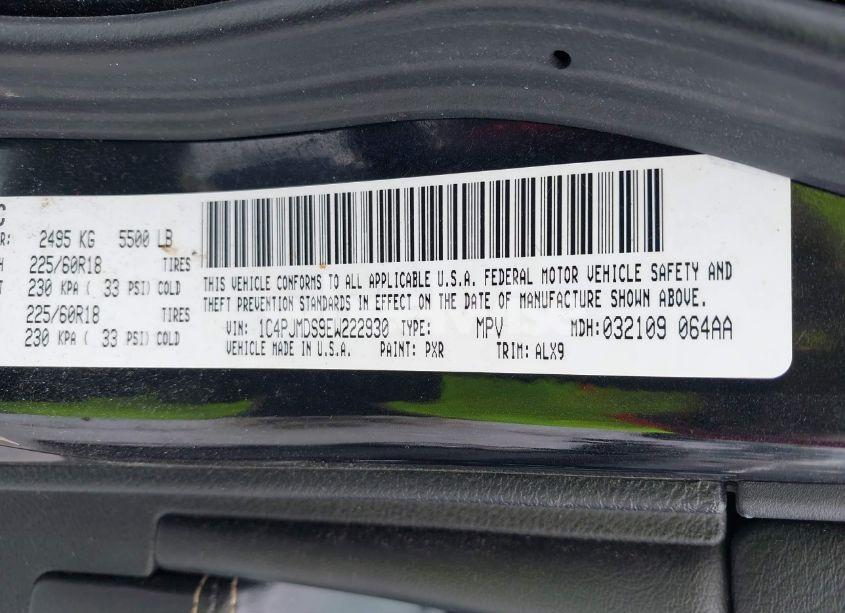 C
R: 2495 KG 5500 LB
H 225/60R18 TIRES
T 230 KPA ( 33 PSI) COLD
225/60R18 TIRES
230 KPA ( 33 PSI) COLD
THIS VEHICLE CONFORMS TO ALL APPLICABLE U.S.A. FEDERAL MOTOR VEHICLE SAFETY AND
THEFT PREVENTION STANDARDS IN EFFECT ON THE DATE OF MANUFACTURE SHOWN ABOVE.
VIN: 1C4PJMDS9EW222930 TYPE: MPV MDH: 032109 064AA
VEHICLE MADE IN U.S.A. PAINT: PXR TRIM: ALX9